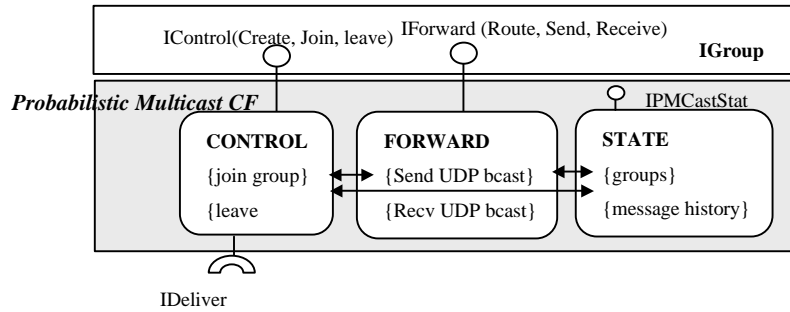 IControl(Create, Join, leave)
IForward (Route, Send, Receive)
IGroup
Probabilistic Multicast CF
IPMCastStat
CONTROL
{join group}
{leave
FORWARD
{Send UDP bcast}
{Recv UDP bcast}
STATE
{groups}
{message history}
IDeliver